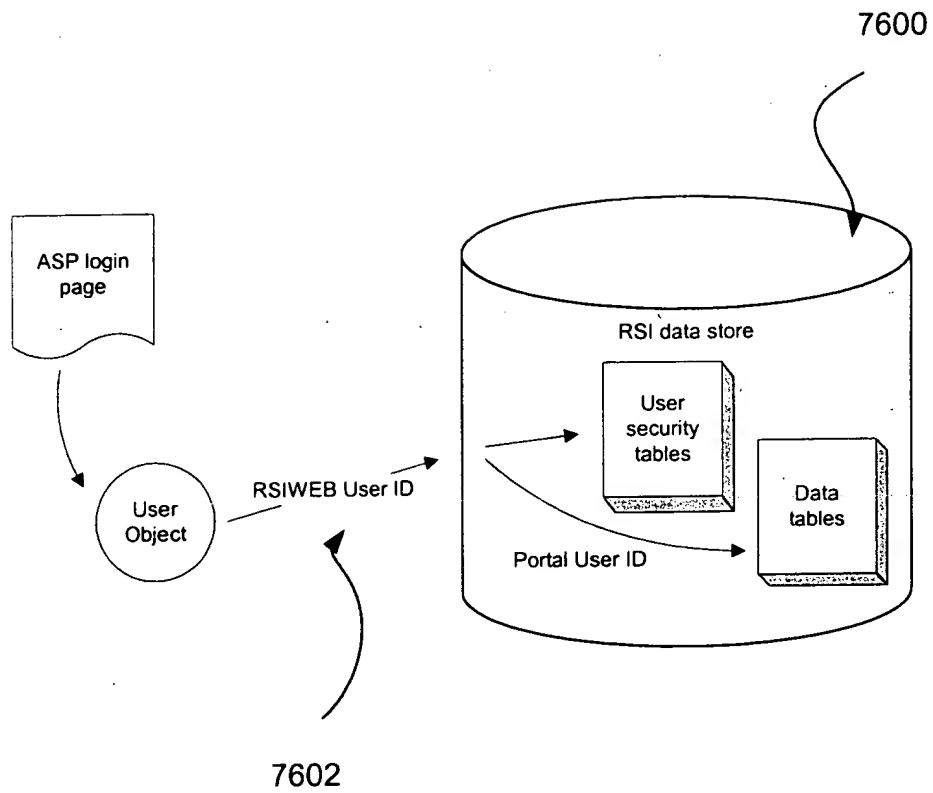 7600
ASP login
page
RSI data store
User
security
tables
RSIWEB User ID
User
Object
Data
tables
Portal User ID
7602